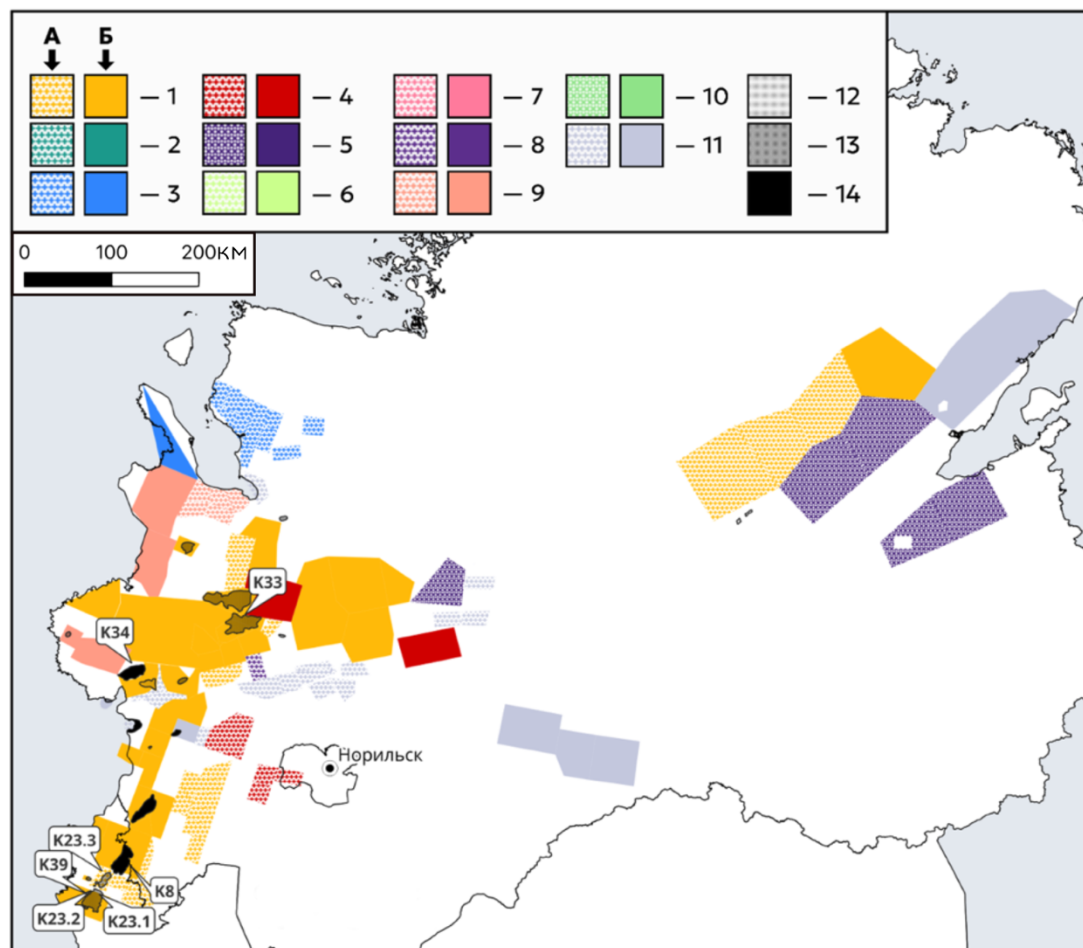 А Б
— 1 — 4 — 7 — 10 — 12
— 2 — 5 — 8 — 11 — 13
— 3 — 6 — 9 — 14
0 100 200КМ
К33
К34
Норильск
К23.3
К39
К8
К23.2 К23.1